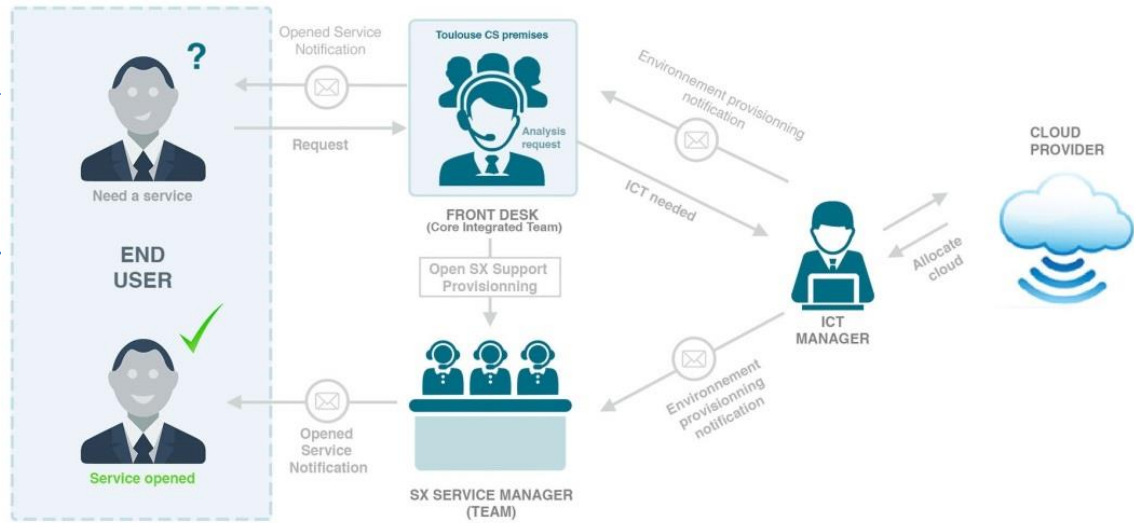 Opened Service
Notification
Request
?
Need a service
END
USER
Service opened
Toulouse CS premises
Analysis
request
FRONT DESK
(Core Integrated Team)
Open SX Support
Provisionning
Environnement provisionning
notification
ICT needed
CLOUD
PROVIDER
Allocate
cloud
ICT
MANAGER
Environnement
provisionning
notification
Opened
Service
Notification
SX SERVICE MANAGER
(TEAM)